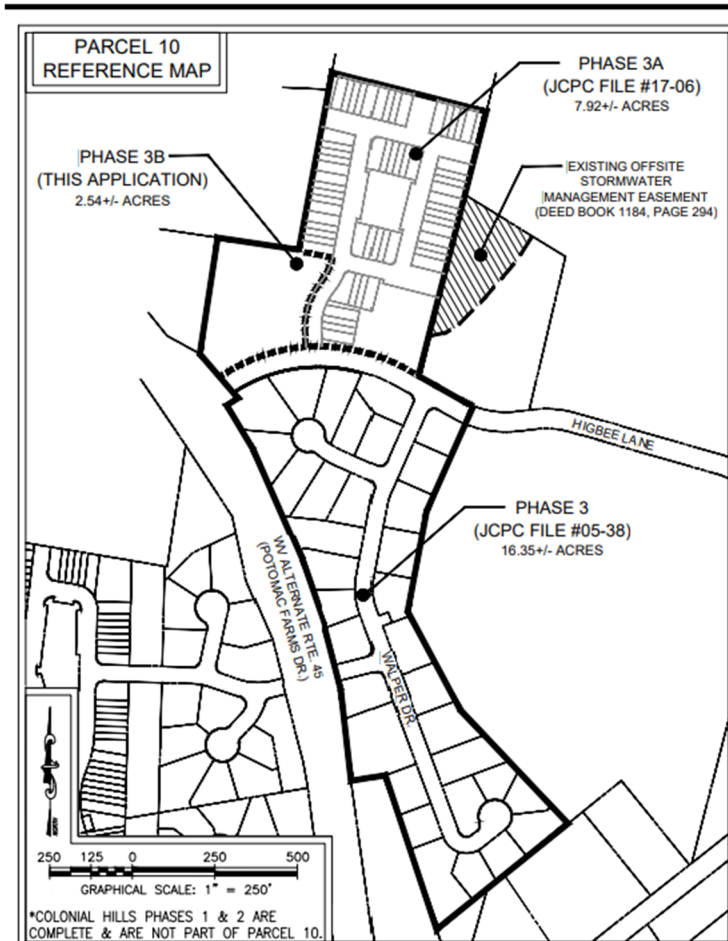 PARCEL 10
REFERENCE MAP
PHASE 3A
(JCPC FILE #17-06)
7.92+/- ACRES
PHASE 3B
(THIS APPLICATION)
2.54+/- ACRES
EXISTING OFFSITE
STORMWATER
MANAGEMENT EASEMENT
(DEED BOOK 1184, PAGE 294)
HIGBEE LANE
PHASE 3
(JCPC FILE #05-38)
16.35+/- ACRES
WV ALTERNATE RTE. 45
(POTOMAC FARMS DR.)
WALPER DR.
NORTH
250 125 0 250 500
GRAPHICAL SCALE: 1" = 250'
*COLONIAL HILLS PHASES 1 & 2 ARE
COMPLETE & ARE NOT PART OF PARCEL 10.